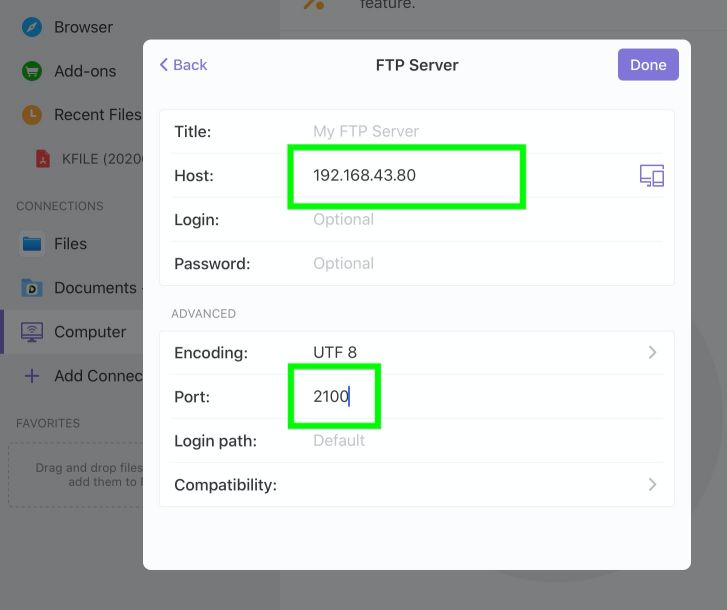 feature.
Browser
Add-ons
Recent Files
KFILE (2020
CONNECTIONS
Files
Documents
Computer
Add Connec
FAVORITES
Drag and drop files
add them to F
Back
FTP Server
Done
Title: My FTP Server
Host: 192.168.43.80
Login: Optional
Password: Optional
ADVANCED
Encoding: UTF 8
Port: 2100
Login path: Default
Compatibility: